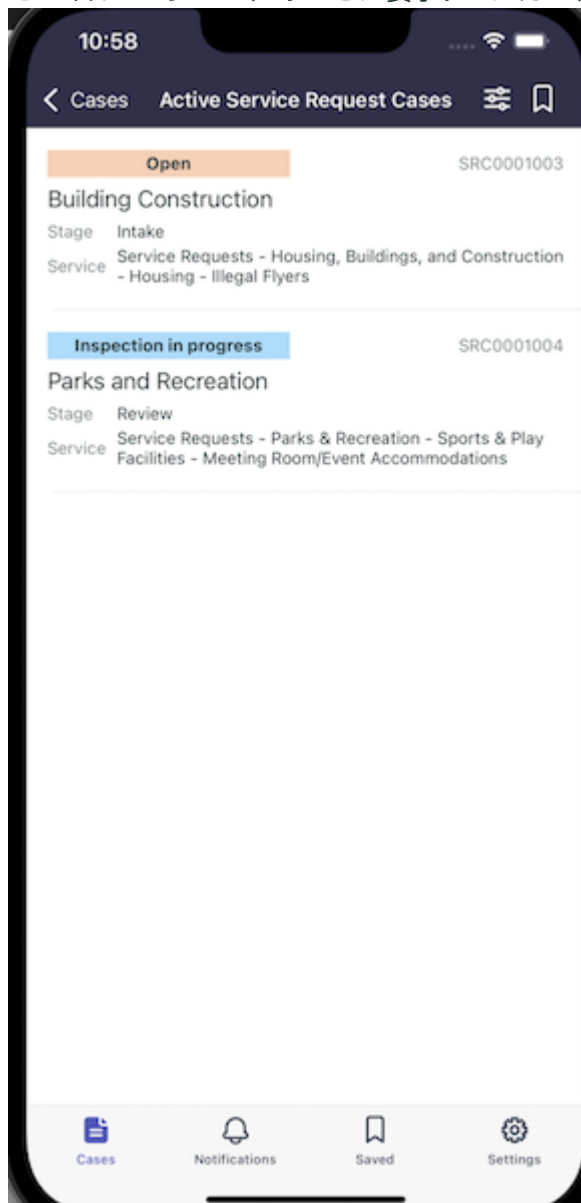 10:58
Cases Active Service Request Cases
Open SRC0001003
Building Construction
Stage Intake
Service Service Requests - Housing, Buildings, and Construction
- Housing - Illegal Flyers
Inspection in progress SRC0001004
Parks and Recreation
Stage Review
Service Service Requests - Parks & Recreation - Sports & Play
Facilities - Meeting Room/Event Accommodations
Cases Notifications Saved Settings